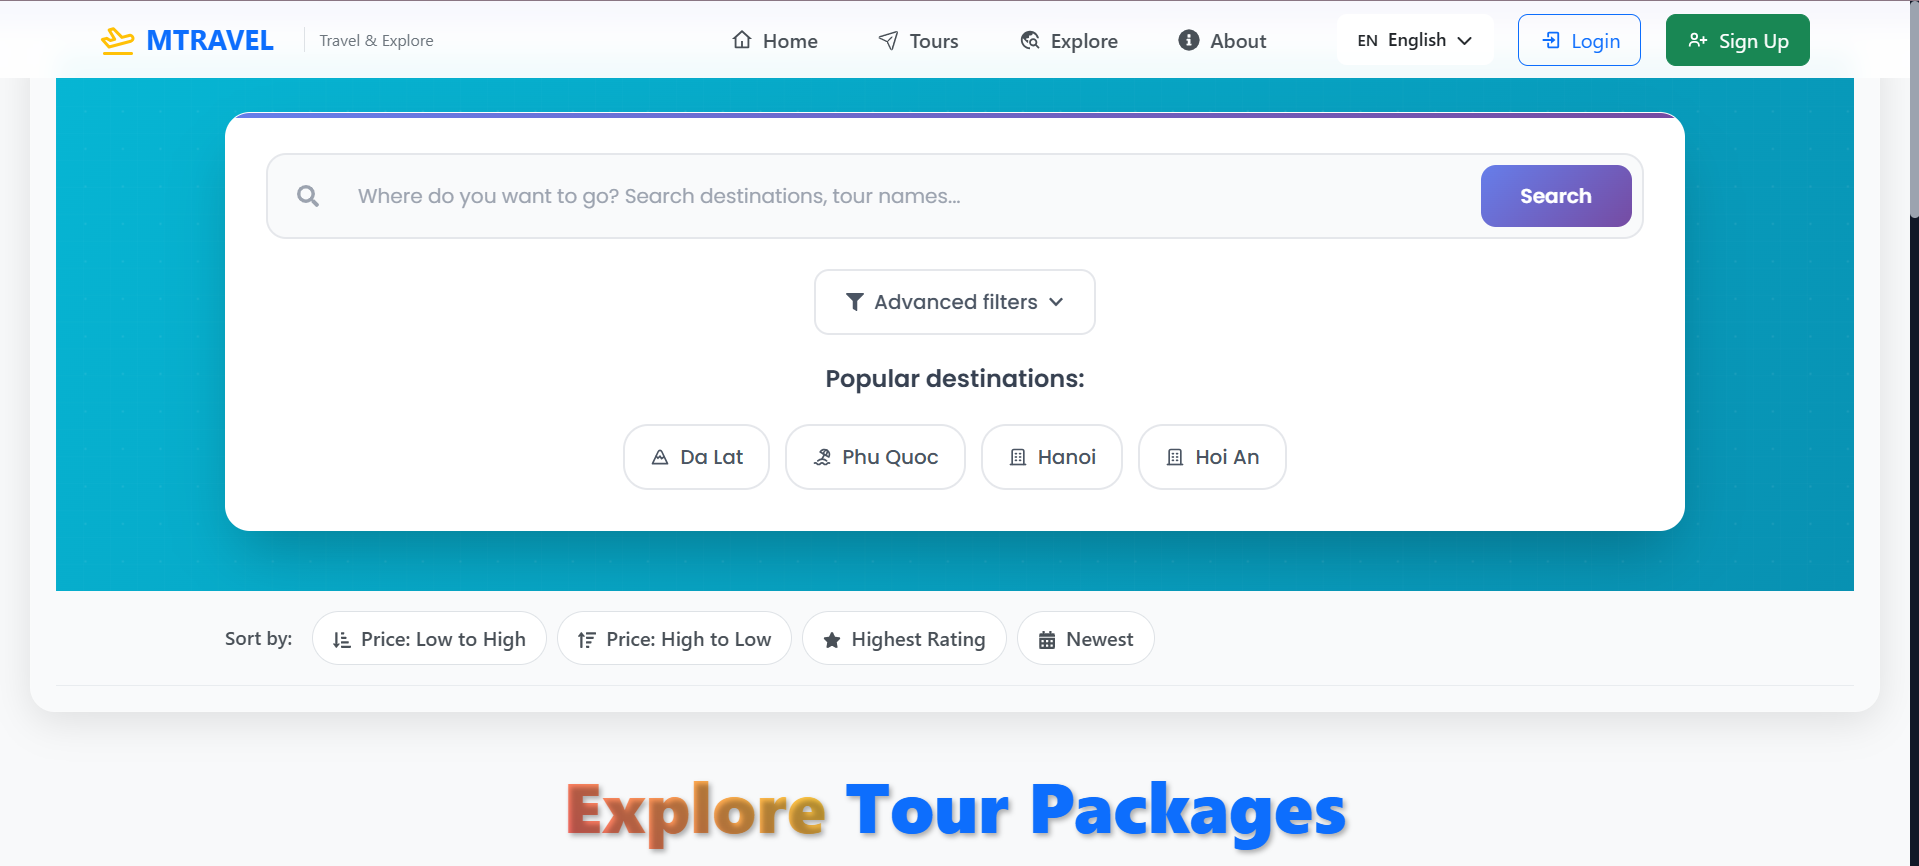 MTRAVEL Travel & Explore Home Tours Explore About EN English Login Sign Up
Where do you want to go? Search destinations, tour names... Search
Advanced filters
Popular destinations:
Da Lat Phu Quoc Hanoi Hoi An
Sort by: Price: Low to High Price: High to Low Highest Rating Newest
Explore Tour Packages